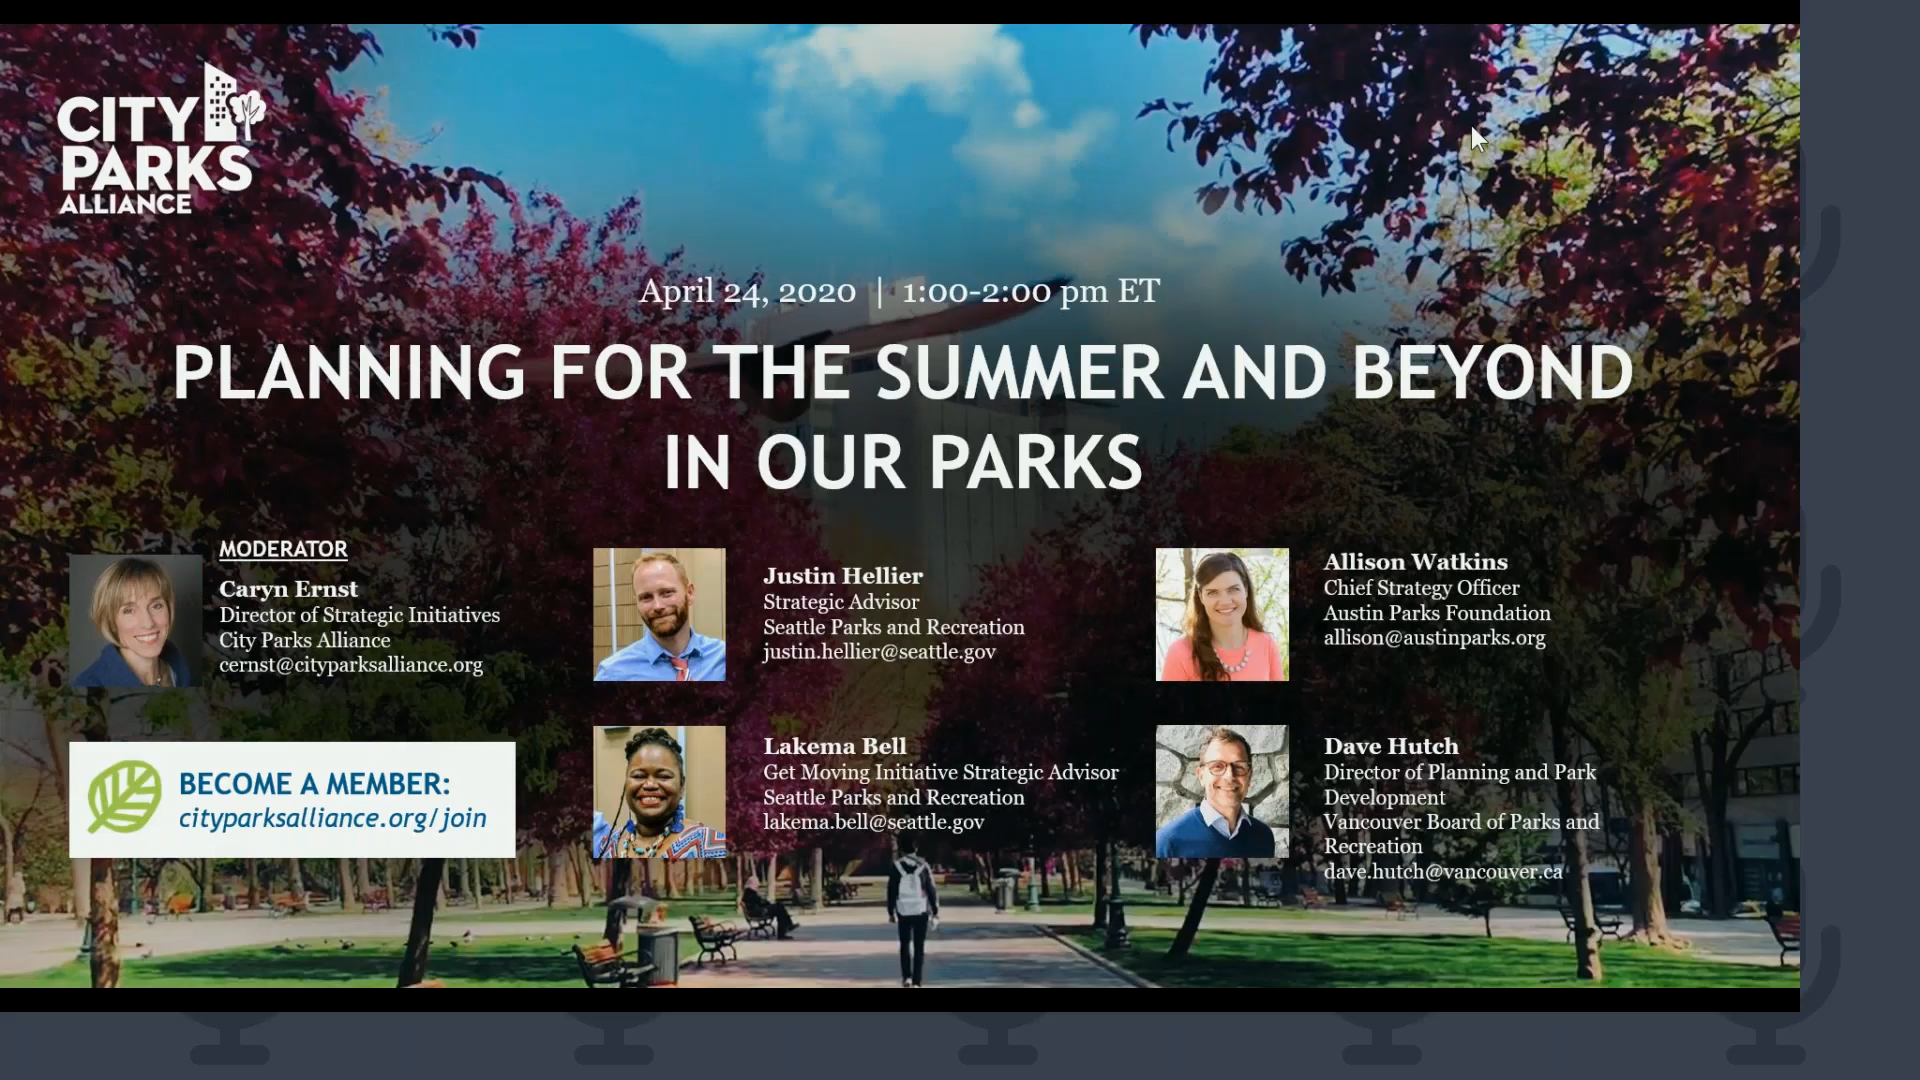 CITY
PARKS
ALLIANCE
April 24, 2020 | 1:00-2:00 pm ET
PLANNING FOR THE SUMMER AND BEYOND
IN OUR PARKS
MODERATOR
Caryn Ernst
Director of Strategic Initiatives
City Parks Alliance
cernst@cityparksalliance.org
BECOME A MEMBER:
cityparksalliance.org/join
Justin Hellier
Strategic Advisor
Seattle Parks and Recreation
justin.hellier@seattle.gov
Lakema Bell
Get Moving Initiative Strategic Advisor
Seattle Parks and Recreation
lakema.bell@seattle.gov
Allison Watkins
Chief Strategy Officer
Austin Parks Foundation
allison@austinparks.org
Dave Hutch
Director of Planning and Park
Development
Vancouver Board of Parks and
Recreation
dave.hutch@vancouver.ca